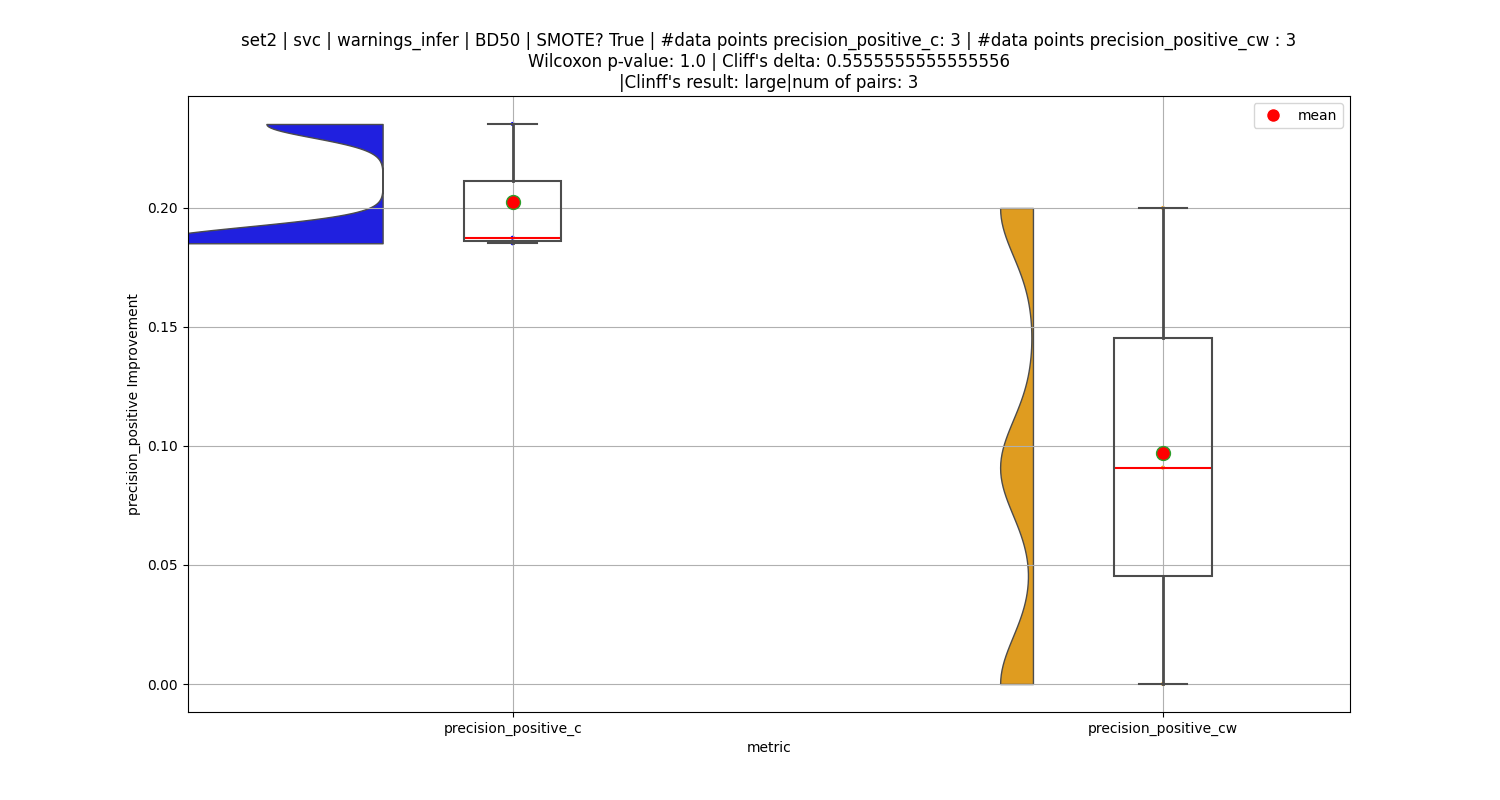 set2 | svc | warnings_infer | BD50 | SMOTE? True | #data points precision_positive_c: 3 | #data points precision_positive_cw : 3
Wilcoxon p-value: 1.0 | Cliff's delta: 0.5555555555555556
|Clinff's result: large|num of pairs: 3
mean
0.20
0.15
0.10
0.05
0.00
precision_positive Improvement
precision_positive_c
precision_positive_cw
metric